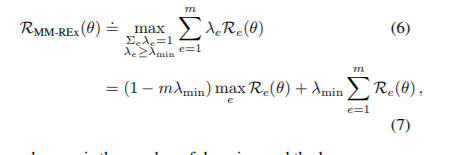 R_MM-REx(θ) ≐ max_{Σ_e λ_e=1, λ_e≥λ_min} Σ_{e=1}^{m} λ_e R_e(θ) (6)
= (1 − mλ_min) max_e R_e(θ) + λ_min Σ_{e=1}^{m} R_e(θ) ,
(7)